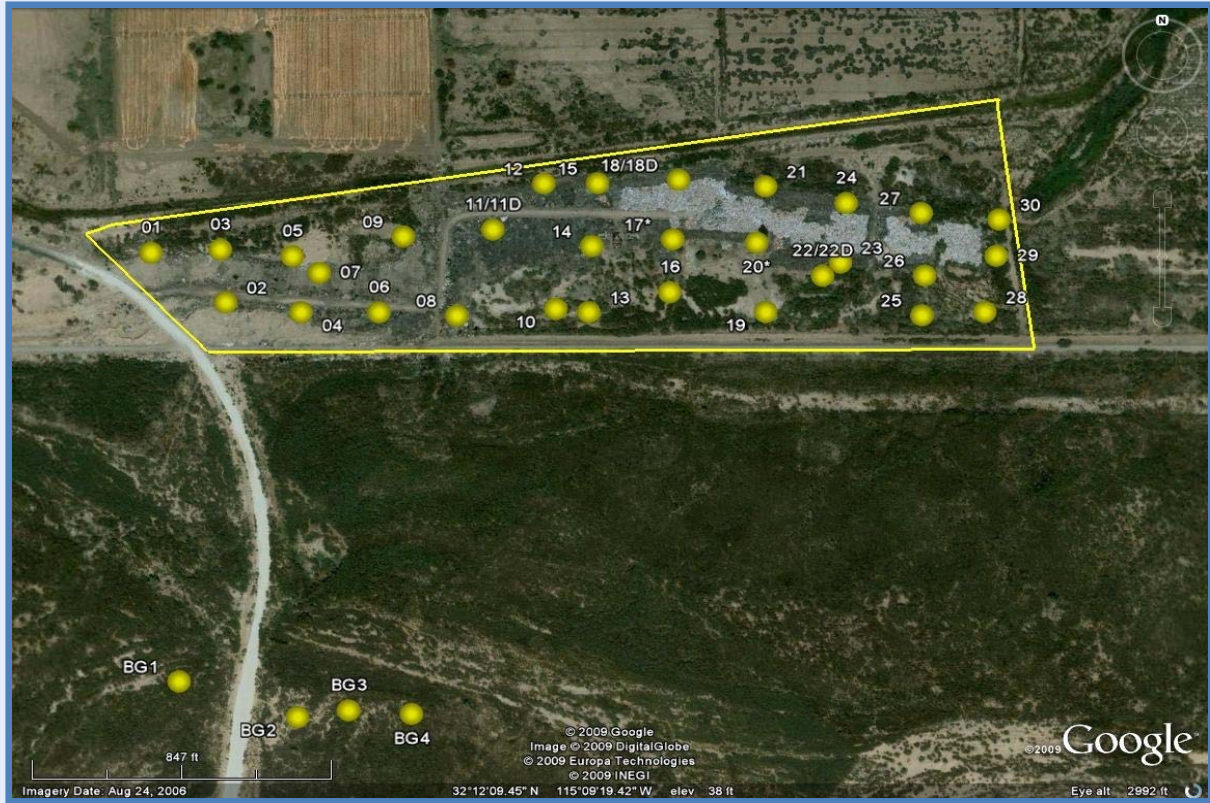 N
12 15 18/18D 21 24 27 30
11/11D 17*
01 03 05 09 14 22/22D 23 29
07 16 20* 26
02 04 06 08 10 13 19 25 28
BG1
BG2 BG3 BG4
847 ft
© 2009 Google
Image © 2009 DigitalGlobe
© 2009 Europa Technologies
© 2009 INEGI
©2009 Google
Imagery Date: Aug 24, 2006 32°12'09.45" N 115°09'19.42" W elev 38 ft Eye alt 2992 ft